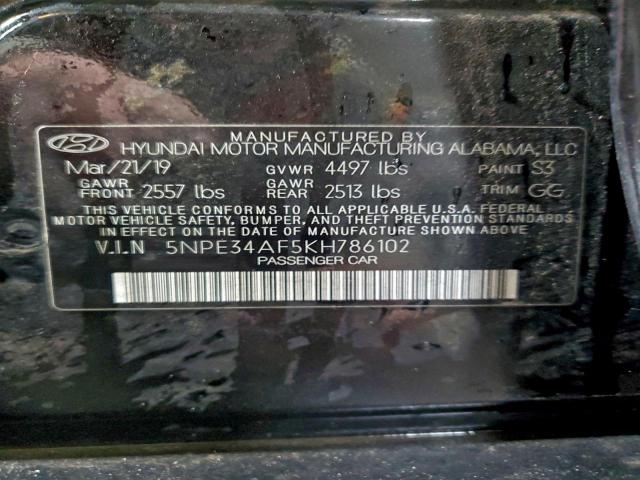 MANUFACTURED BY
HYUNDAI MOTOR MANUFACTURING ALABAMA, LLC
Mar/21/19 GVWR 4497 lbs PAINT S3
GAWR FRONT 2557 lbs GAWR REAR 2513 lbs TRIM GG
THIS VEHICLE CONFORMS TO ALL APPLICABLE U.S.A. FEDERAL
MOTOR VEHICLE SAFETY, BUMPER, AND THEFT PREVENTION
STANDARDS IN EFFECT ON THE DATE OF MANUFACTURE SHOWN ABOVE.
V.I.N 5NPE34AF5KH786102
PASSENGER CAR